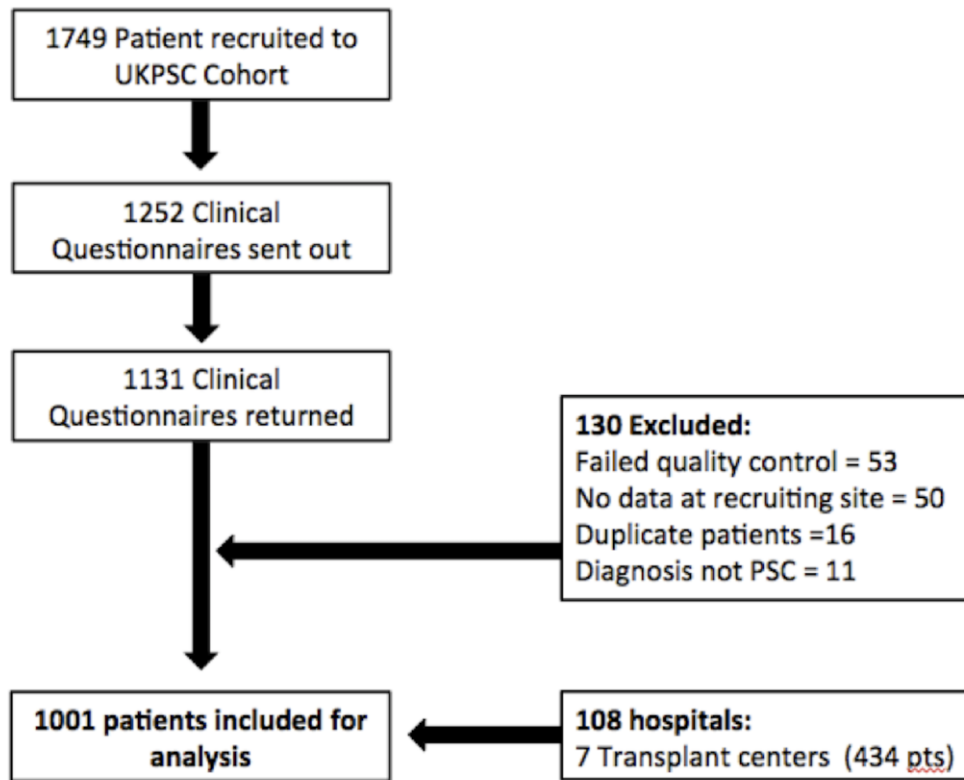 1749 Patient recruited to
UKPSC Cohort
1252 Clinical
Questionnaires sent out
1131 Clinical
Questionnaires returned
130 Excluded:
Failed quality control = 53
No data at recruiting site = 50
Duplicate patients =16
Diagnosis not PSC = 11
1001 patients included for
analysis
108 hospitals:
7 Transplant centers (434 pts)